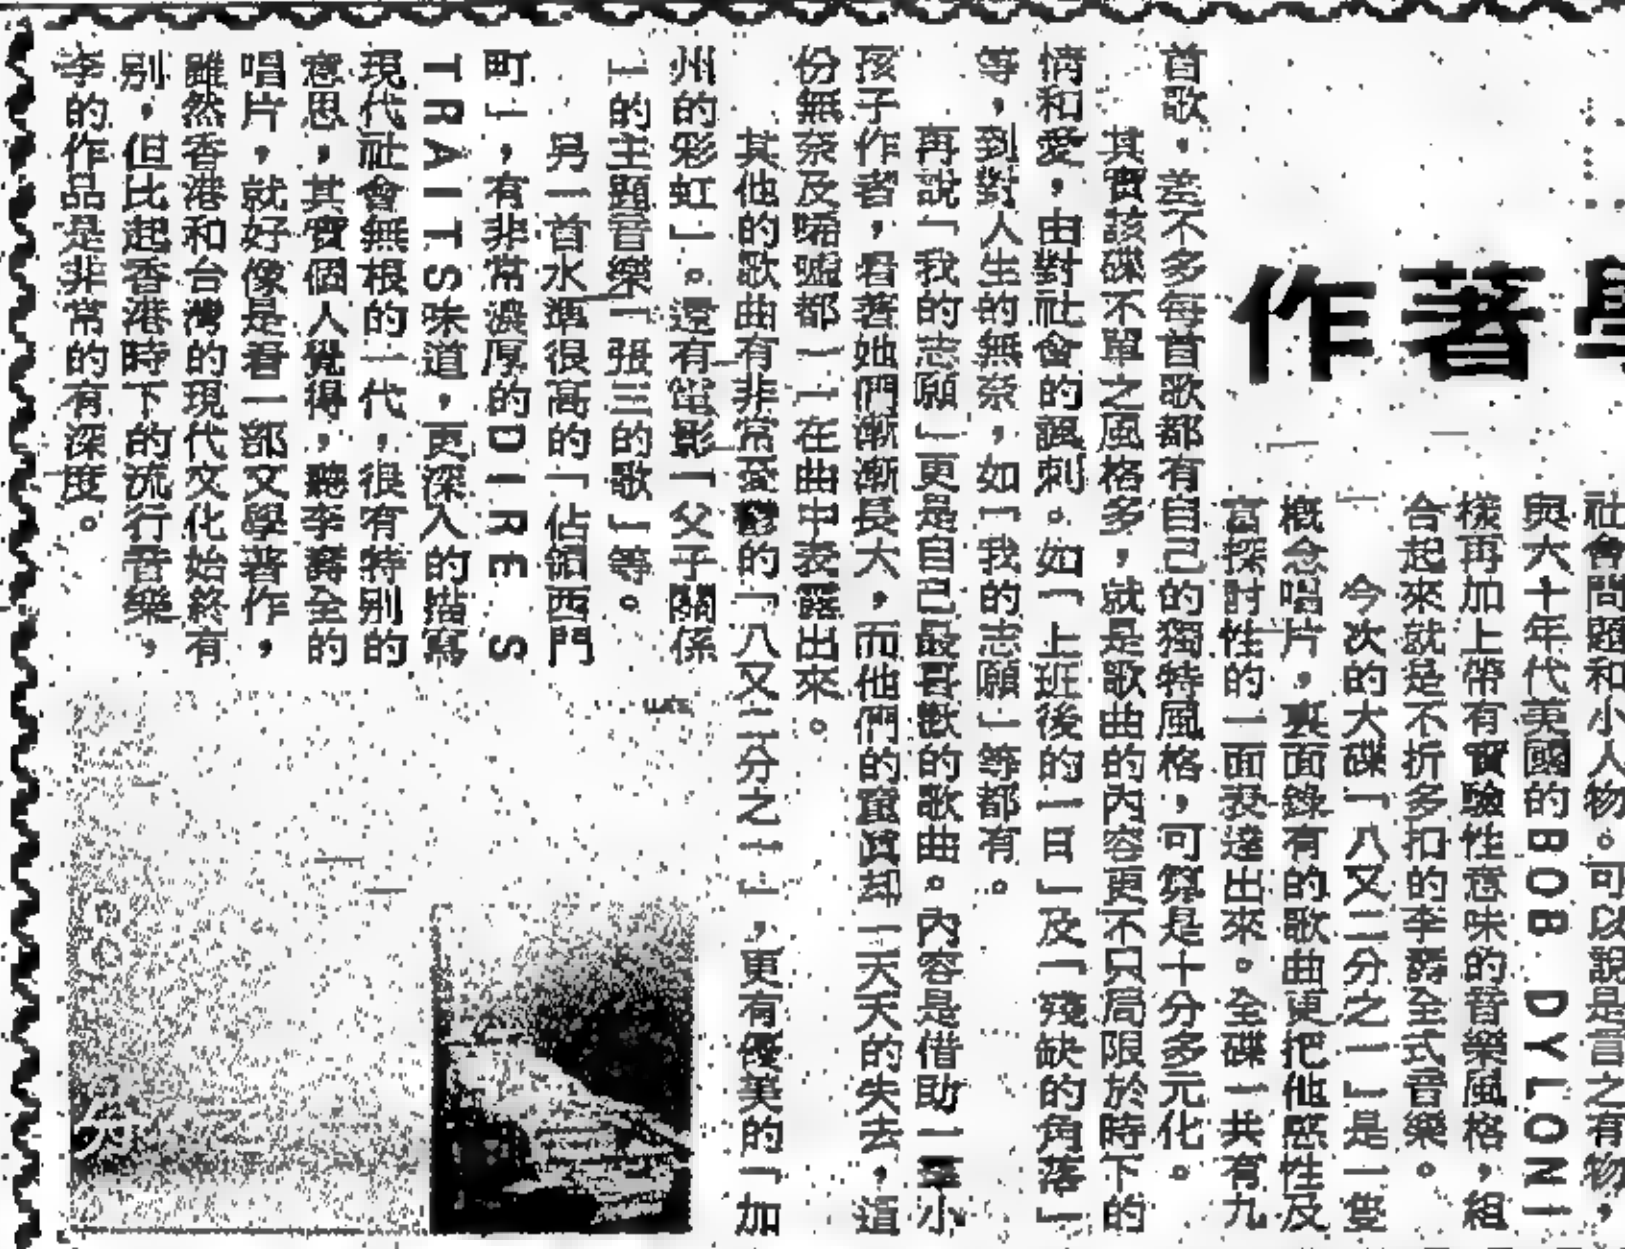 著作
社會問題和小人物。可以說是言之有物，
與六十年代美國的BOB DYLON一
樣再加上帶有實驗性意味的音樂風格，組
合起來就是不折多扣的李壽全式音樂。
今次的大碟「八又二分之一」是一隻
概念唱片，裏面錄有的歌曲更把他感性及
富探討性的一面表達出來。全碟一共有九
首歌，差不多每首歌都有自己的獨特風格，可算是十分多元化。
其實該碟不單之風格多，就是歌曲的內容更不只局限於時下的
情和愛，由對社會的諷刺。如「上班後的一日」及「殘缺的角落」
等，到對人生的無奈，如「我的志願」等都有。
再說「我的志願」更是自己最喜歡的歌曲。內容是借助一羣小
孩子作者，看著她們漸漸長大，而他們的童真却一天天的失去，這
份無奈及唏噓都一一在曲中表露出來。
其他的歌曲有非常憂鬱的「八又二分之一」，更有優美的「加
州的彩虹」。還有電影「父子關係
」的主題音樂「張三的歌」等。
另一首水準很高的「佔領西門
町」，有非常濃厚的DIRE S
TRAITS味道，更深入的描寫
現代社會無根的一代，很有特別的
意思，其實個人覺得，聽李壽全的
唱片，就好像是看一部文學著作，
雖然香港和台灣的現代文化始終有
別，但比起香港時下的流行音樂，
李的作品是非常的有深度。